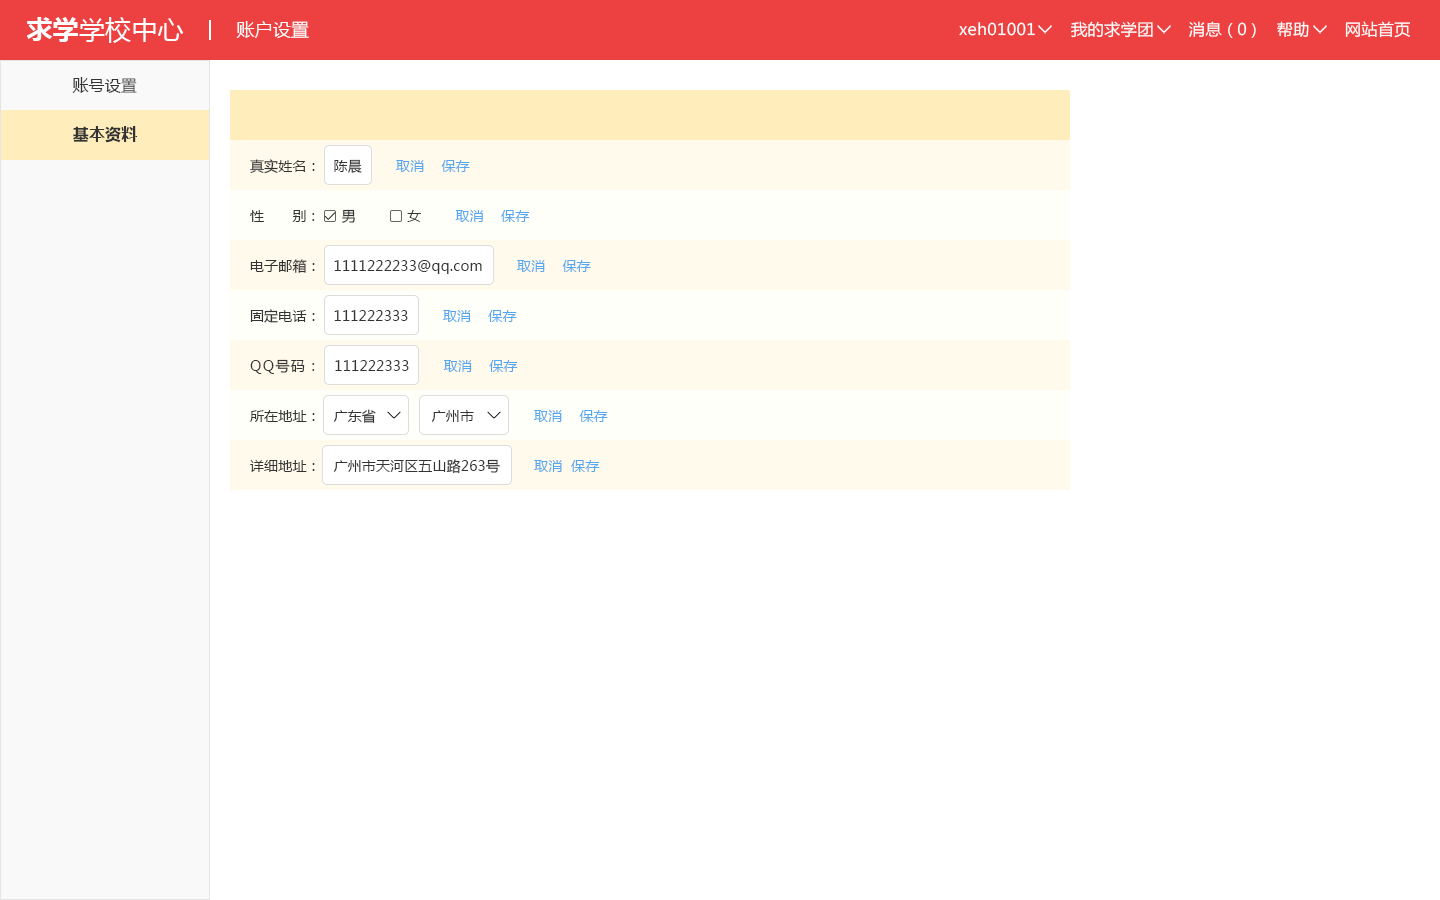 求学学校中心 | 账户设置 xeh01001 我的求学团 消息（0） 帮助 网站首页
账号设置
基本资料
真实姓名： 陈晨 取消 保存
性 别： 男 女 取消 保存
电子邮箱： 1111222233@qq.com 取消 保存
固定电话： 111222333 取消 保存
QQ号码： 111222333 取消 保存
所在地址： 广东省 广州市 取消 保存
详细地址： 广州市天河区五山路263号 取消 保存